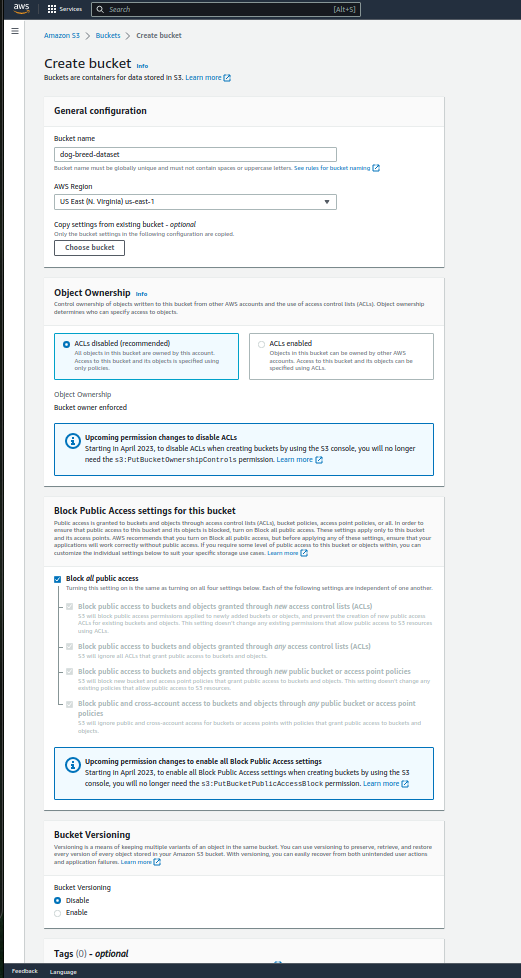 aws
Services
Search
[Alt+S]
Amazon S3 > Buckets > Create bucket
Create bucket Info
Buckets are containers for data stored in S3. Learn more
General configuration
Bucket name
dog-breed-dataset
Bucket name must be globally unique and must not contain spaces or uppercase letters. See rules for bucket naming
AWS Region
US East (N. Virginia) us-east-1
Copy settings from existing bucket - optional
Only the bucket settings in the following configuration are copied.
Choose bucket
Object Ownership Info
Control ownership of objects written to this bucket from other AWS accounts and the use of access control lists (ACLs). Object ownership
determines who can specify access to objects.
ACLs disabled (recommended)
All objects in this bucket are owned by this account.
Access to this bucket and its objects is specified using
only policies.
ACLs enabled
Objects in this bucket can be owned by other AWS
accounts. Access to this bucket and its objects can be
specified using ACLs.
Object Ownership
Bucket owner enforced
Upcoming permission changes to disable ACLs
Starting in April 2023, to disable ACLs when creating buckets by using the S3 console, you will no longer
need the s3:PutBucketOwnershipControls permission. Learn more
Block Public Access settings for this bucket
Public access is granted to buckets and objects through access control lists (ACLs), bucket policies, access point policies, or all. In order to
ensure that public access to this bucket and its objects is blocked, turn on Block all public access. These settings apply only to this bucket
and its access points. AWS recommends that you turn on Block all public access, but before applying any of these settings, ensure that your
applications will work correctly without public access. If you require some level of public access to this bucket or objects within, you can
customize the individual settings below to suit your specific storage use cases. Learn more
Block all public access
Turning this setting on is the same as turning on all four settings below. Each of the following settings are independent of one another.
Block public access to buckets and objects granted through new access control lists (ACLs)
S3 will block public access permissions applied to newly added buckets or objects, and prevent the creation of new public access
ACLs for existing buckets and objects. This setting doesn't change any existing permissions that allow public access to S3 resources
using ACLs.
Block public access to buckets and objects granted through any access control lists (ACLs)
S3 will ignore all ACLs that grant public access to buckets and objects.
Block public access to buckets and objects granted through new public bucket or access point policies
S3 will block new bucket and access point policies that grant public access to buckets and objects. This setting doesn't change any
existing policies that allow public access to S3 resources.
Block public and cross-account access to buckets and objects through any public bucket or access point
policies
S3 will ignore public and cross-account access for buckets or access points with policies that grant public access to buckets and
objects.
Upcoming permission changes to enable all Block Public Access settings
Starting in April 2023, to enable all Block Public Access settings when creating buckets by using the S3
console, you will no longer need the s3:PutBucketPublicAccessBlock permission. Learn more
Bucket Versioning
Versioning is a means of keeping multiple variants of an object in the same bucket. You can use versioning to preserve, retrieve, and restore
every version of every object stored in your Amazon S3 bucket. With versioning, you can easily recover from both unintended user actions
and application failures. Learn more
Bucket Versioning
Disable
Enable
Tags (0) - optional
Feedback Language